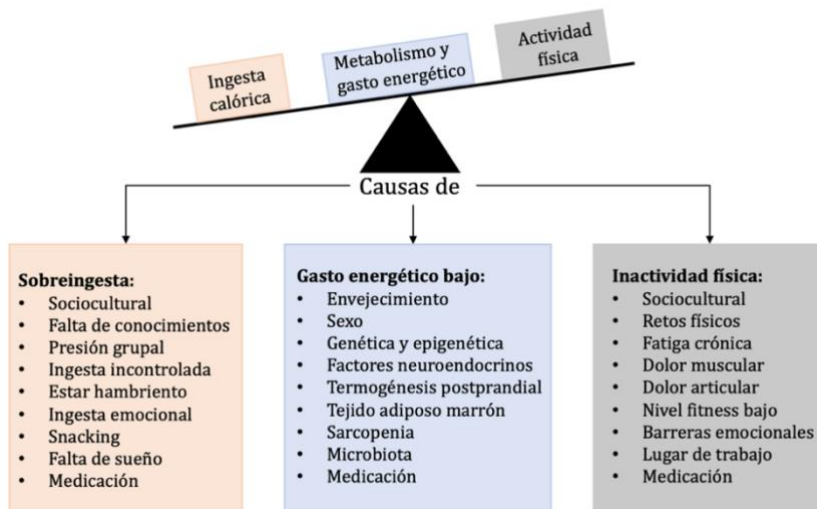 Ingesta
calórica
Metabolismo y
gasto energético
Actividad
física
Causas de
Sobreingesta:
• Sociocultural
• Falta de conocimientos
• Presión grupal
• Ingesta incontrolada
• Estar hambriento
• Ingesta emocional
• Snacking
• Falta de sueño
• Medicación
Gasto energético bajo:
• Envejecimiento
• Sexo
• Genética y epigenética
• Factores neuroendocrinos
• Termogénesis postprandial
• Tejido adiposo marrón
• Sarcopenia
• Microbiota
• Medicación
Inactividad física:
• Sociocultural
• Retos físicos
• Fatiga crónica
• Dolor muscular
• Dolor articular
• Nivel fitness bajo
• Barreras emocionales
• Lugar de trabajo
• Medicación